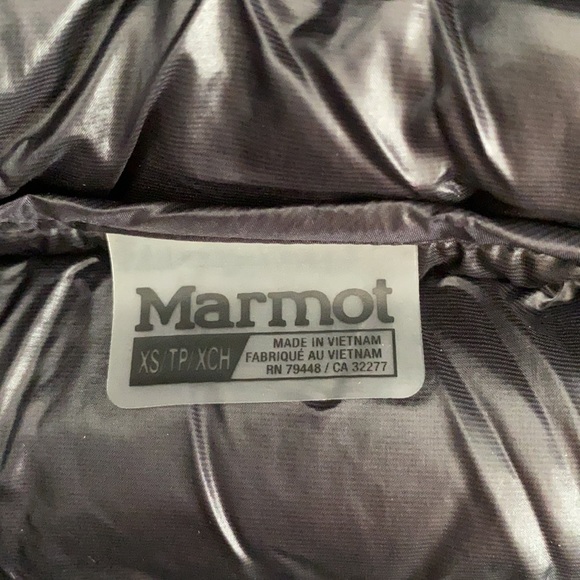 Marmot
XS/TP/XCH
MADE IN VIETNAM
FABRIQUÉ AU VIETNAM
RN 79448 / CA 32277